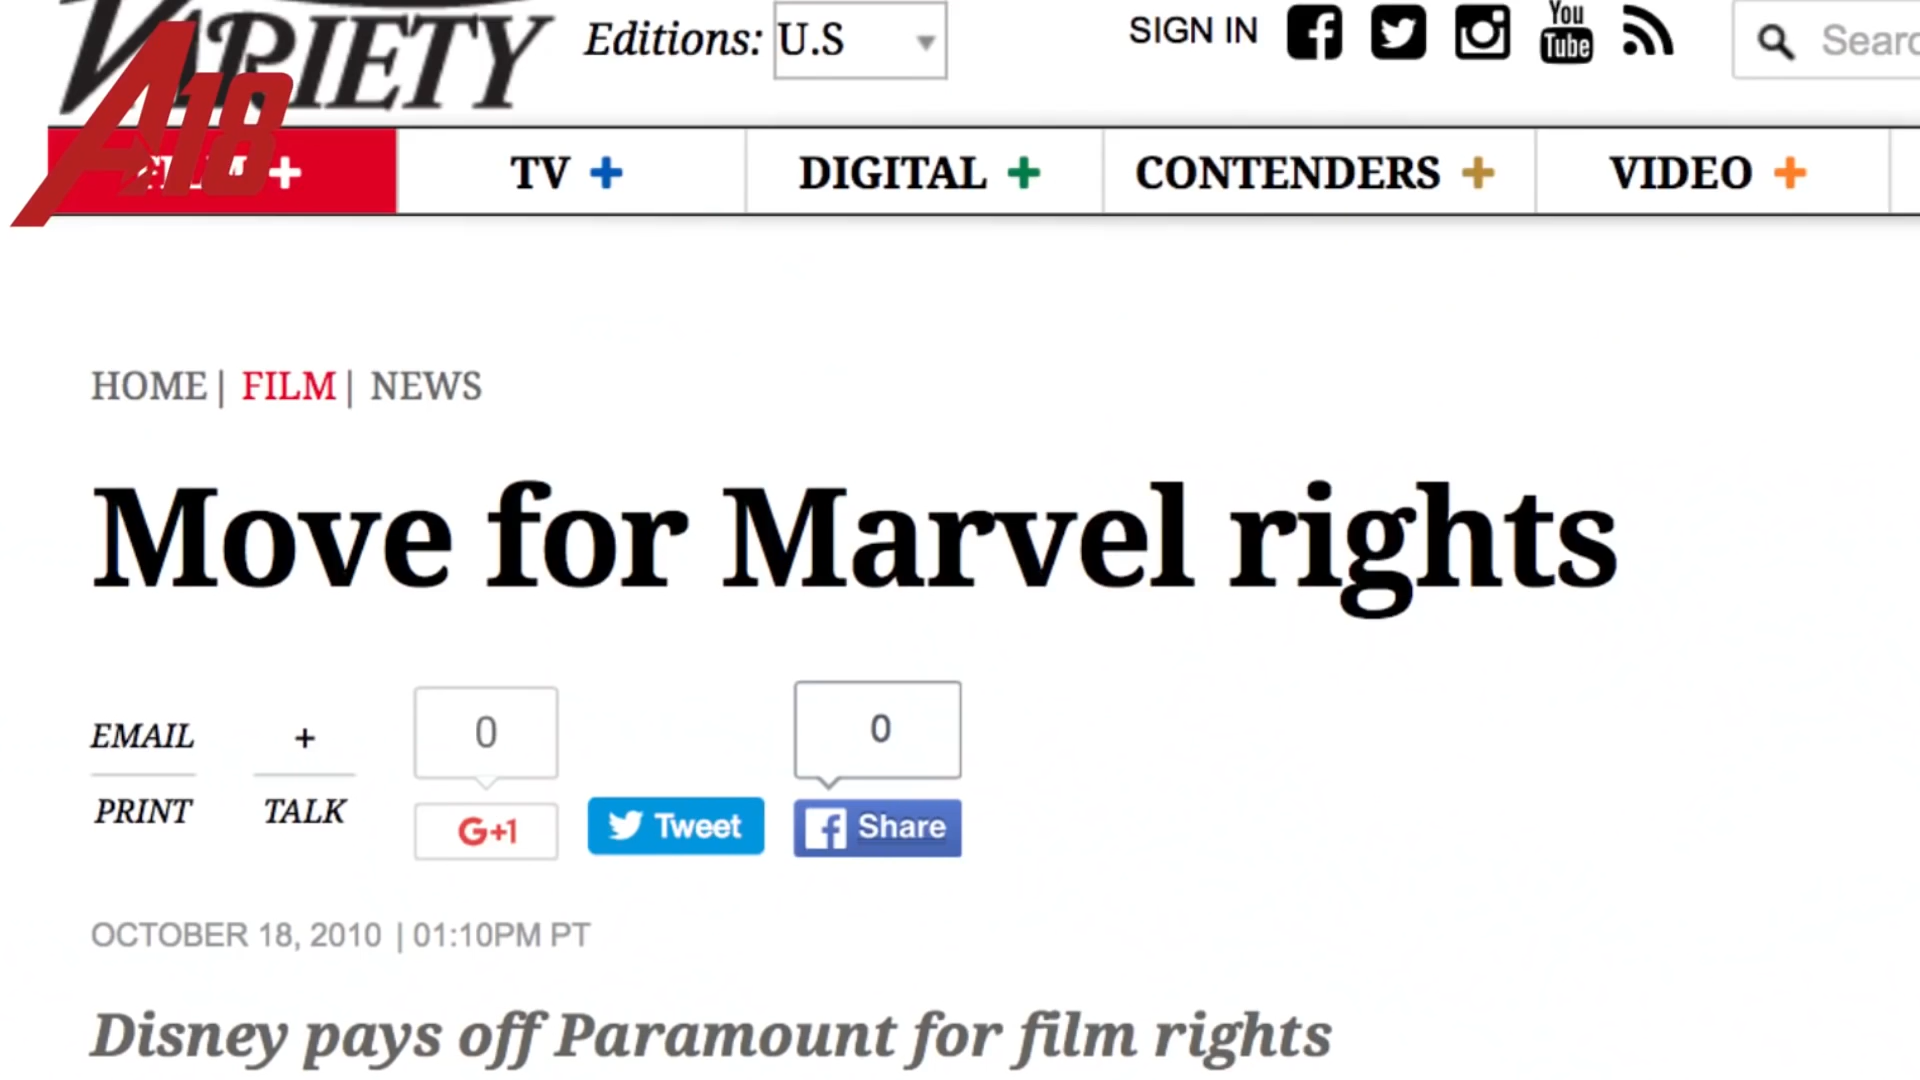 VARIETY Editions: U.S SIGN IN You Tube Searc
A18
FILM + TV + DIGITAL + CONTENDERS + VIDEO +
HOME | FILM | NEWS
Move for Marvel rights
EMAIL + 0 0
PRINT TALK G+1 Tweet Share
OCTOBER 18, 2010 | 01:10PM PT
Disney pays off Paramount for film rights